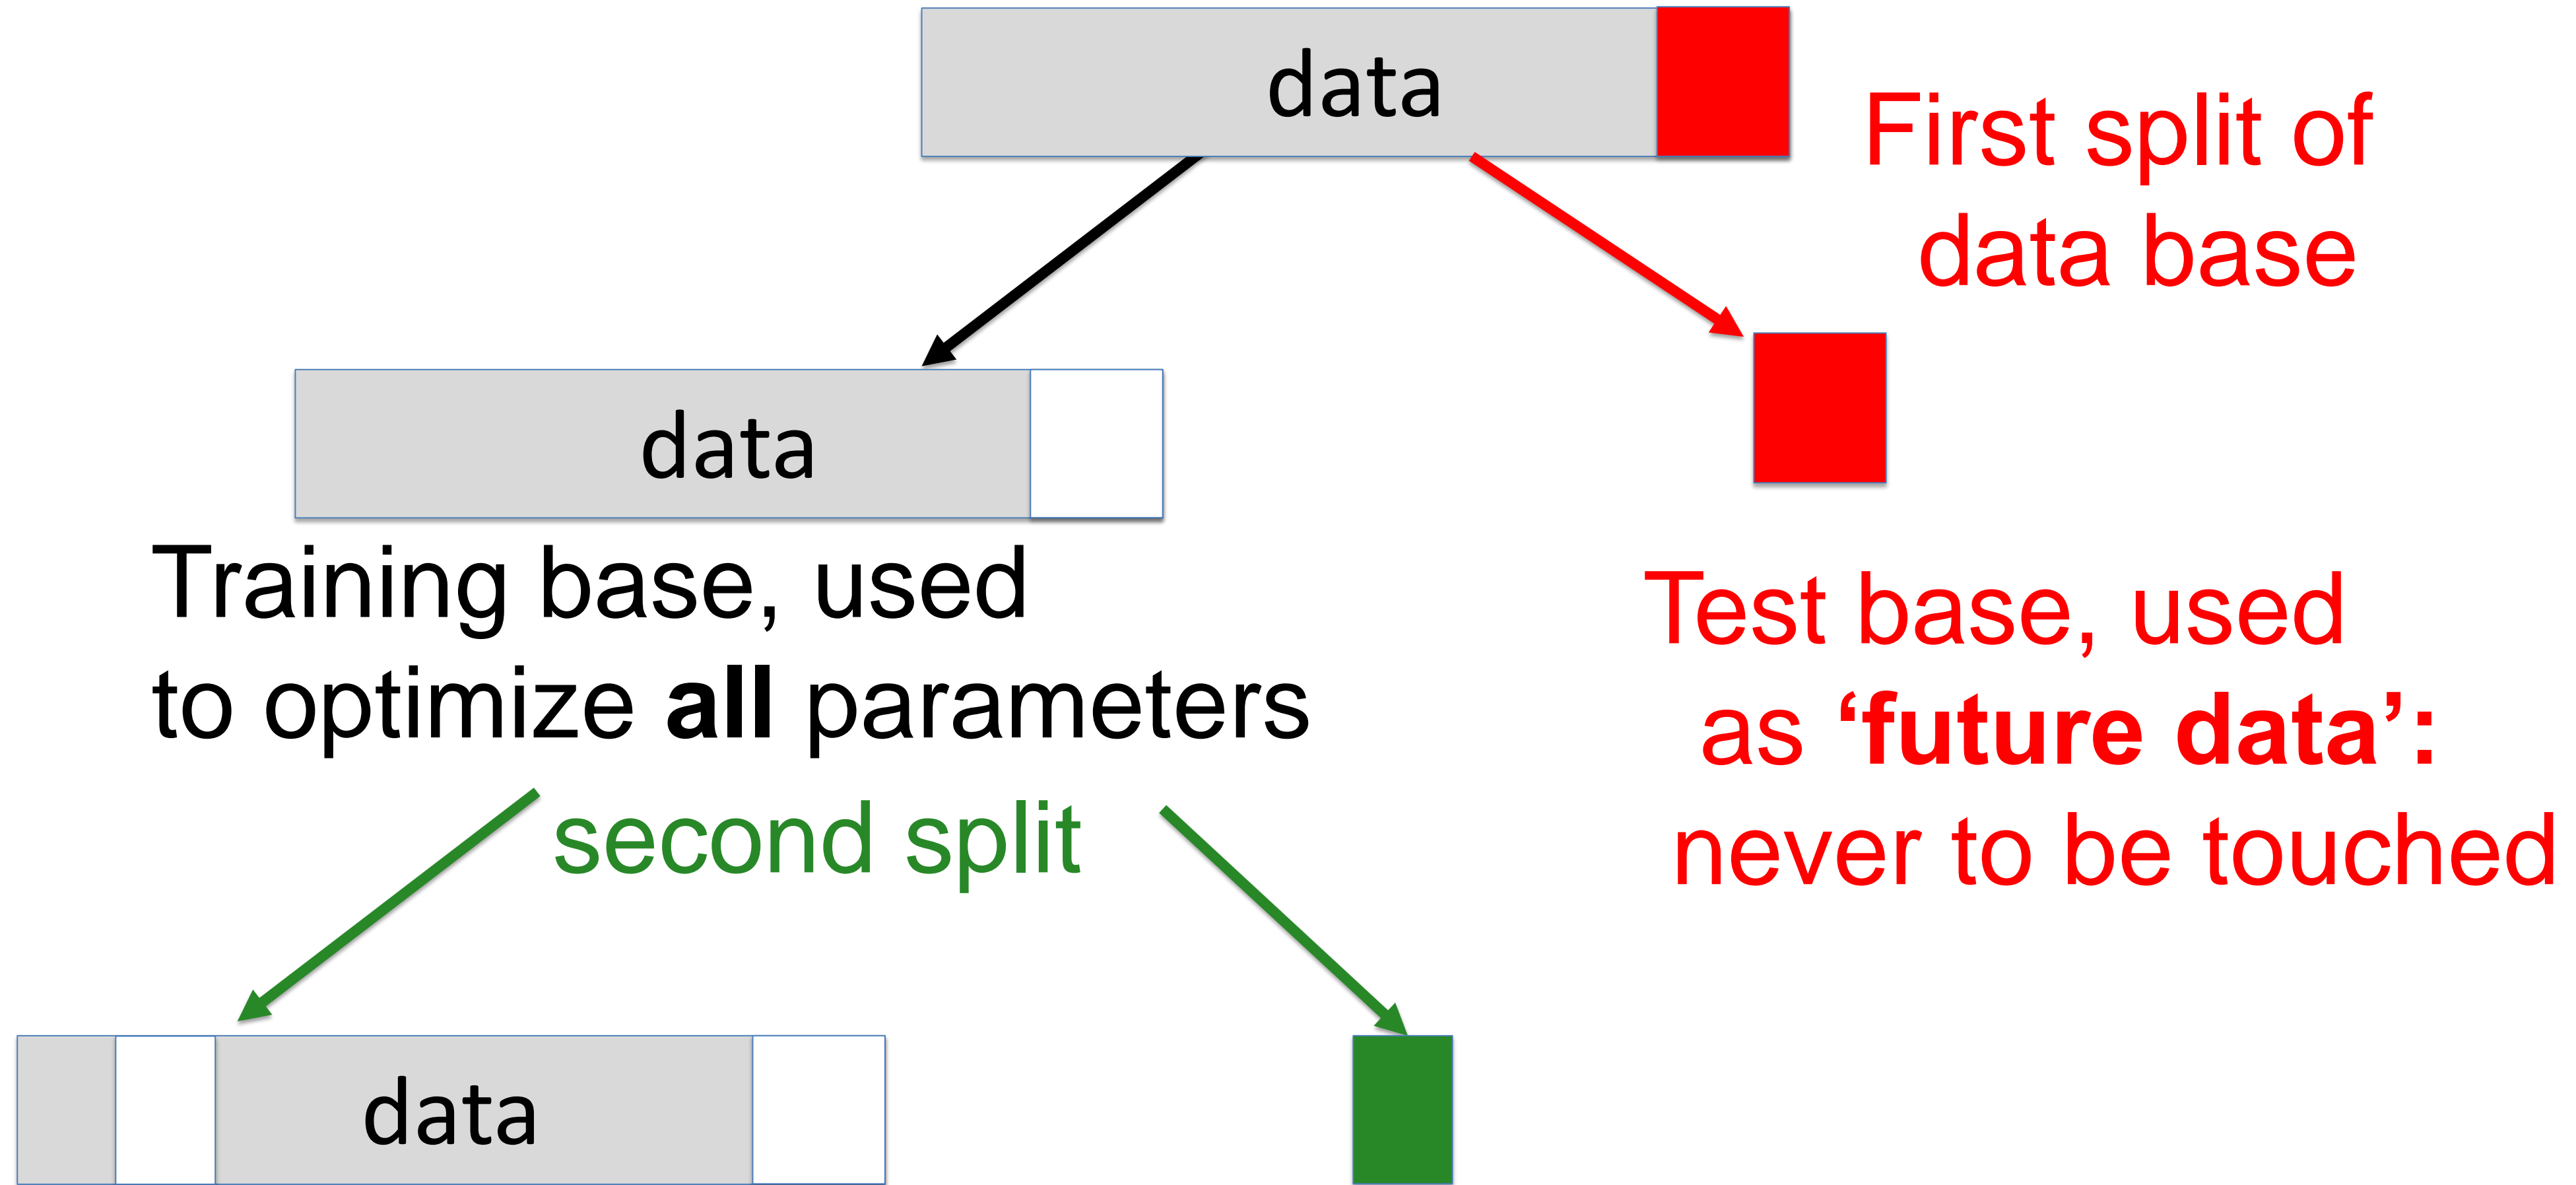 data
First split of
data base
data
Training base, used
to optimize all parameters
Test base, used
as ‘future data’:
never to be touched
second split
data